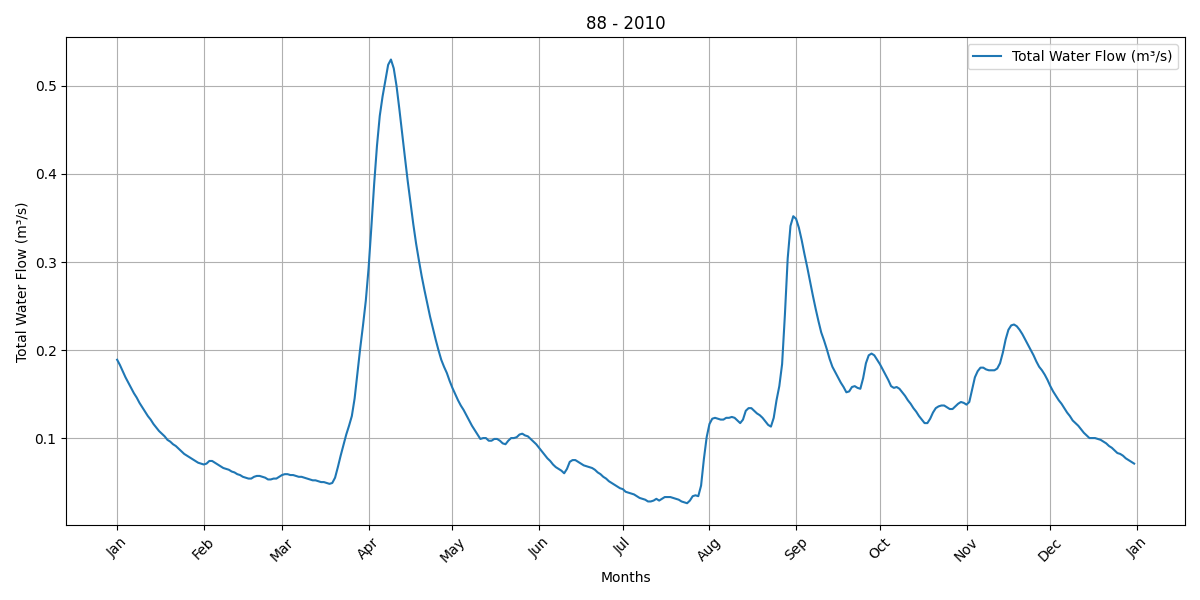 88 - 2010
Total Water Flow (m³/s)
Total Water Flow (m³/s)
0.5
0.4
0.3
0.2
0.1
Jan
Feb
Mar
Apr
May
Jun
Jul
Aug
Sep
Oct
Nov
Dec
Jan
Months